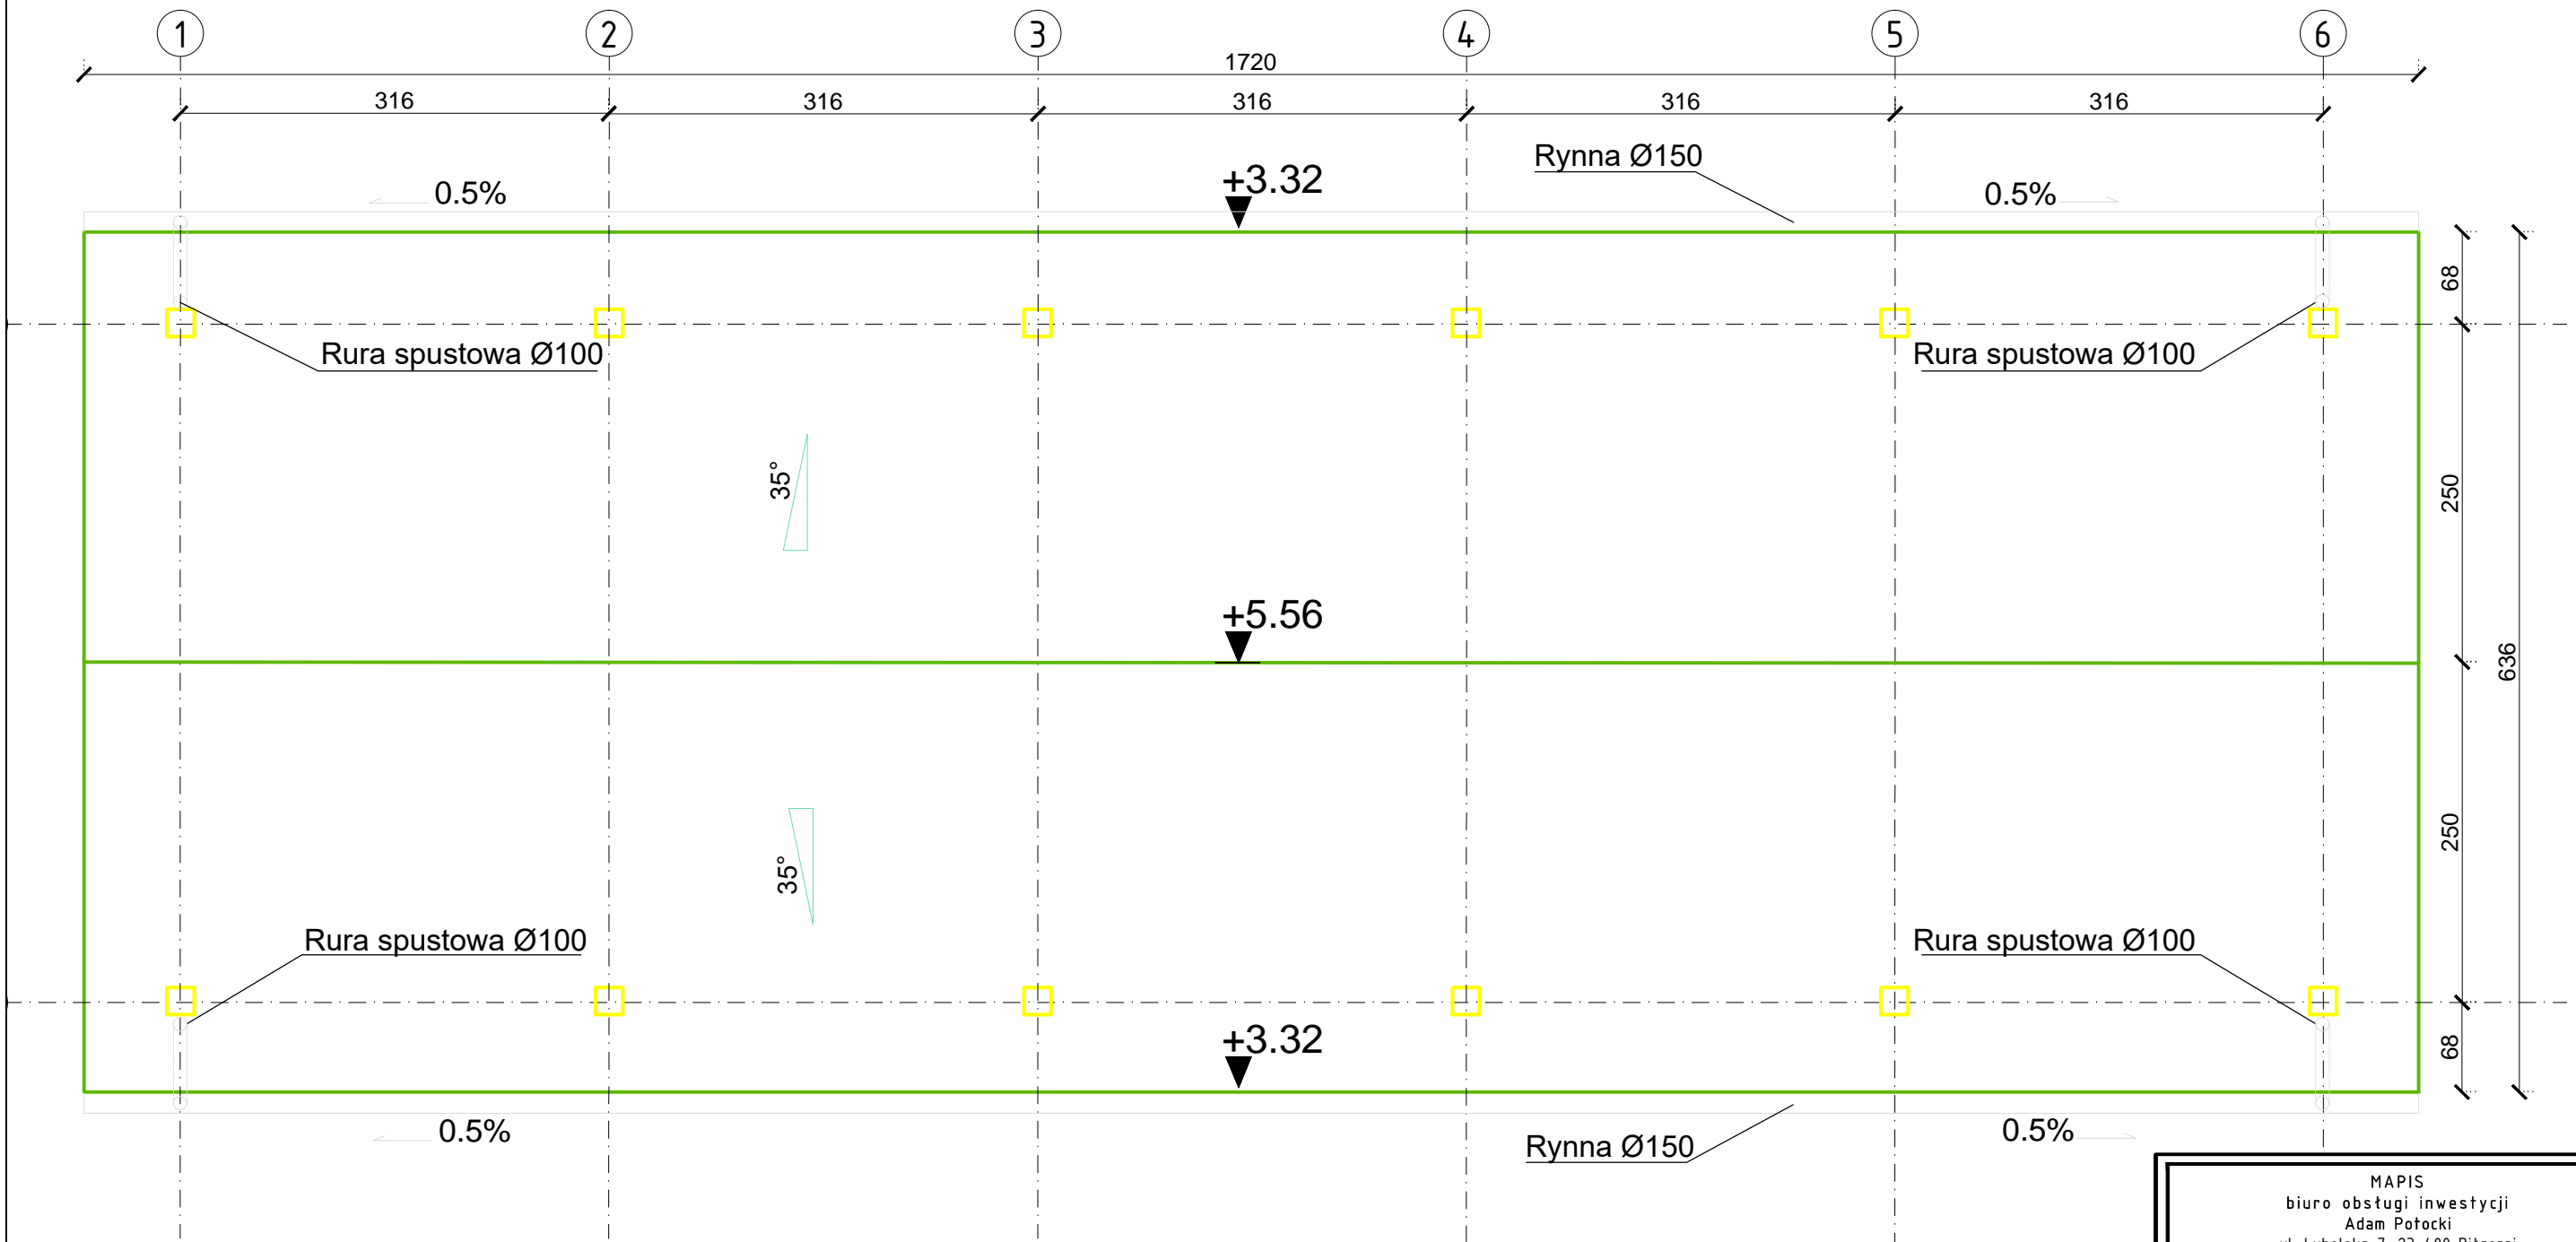 1 2 3 4 5 6
1720
316 316 316 316 316
Rynna Ø150
+3.32
0.5% 0.5%
68
Rura spustowa Ø100 Rura spustowa Ø100
35°
250
+5.56
636
250
35°
Rura spustowa Ø100 Rura spustowa Ø100
+3.32
68
0.5% 0.5%
Rynna Ø150
MAPIS
biuro obsługi inwestycji
Adam Potocki